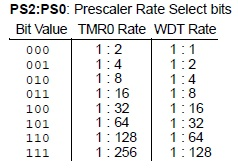 PS2:PS0: Prescaler Rate Select bits
Bit Value TMR0 Rate WDT Rate
000 1 : 2 1 : 1
001 1 : 4 1 : 2
010 1 : 8 1 : 4
011 1 : 16 1 : 8
100 1 : 32 1 : 16
101 1 : 64 1 : 32
110 1 : 128 1 : 64
111 1 : 256 1 : 128